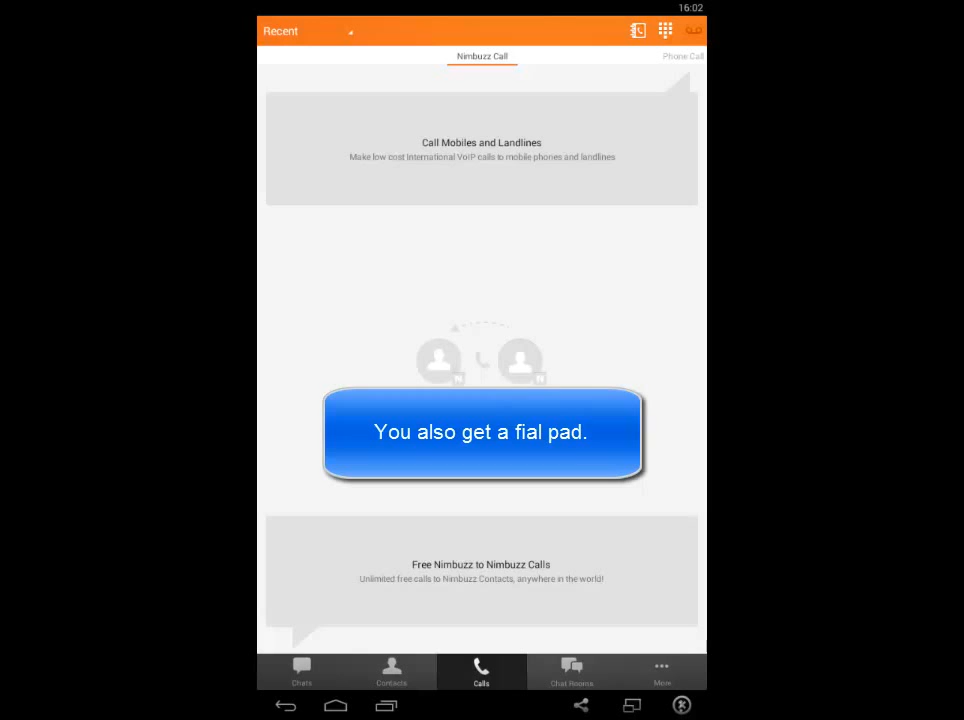 16:02
Recent
Nimbuzz Call
Phone Call
Call Mobiles and Landlines
Make low cost International VoIP calls to mobile phones and landlines
N N
You also get a fial pad.
Free Nimbuzz to Nimbuzz Calls
Unlimited free calls to Nimbuzz Contacts, anywhere in the world!
Chats
Contacts
Calls
Chat Rooms
More